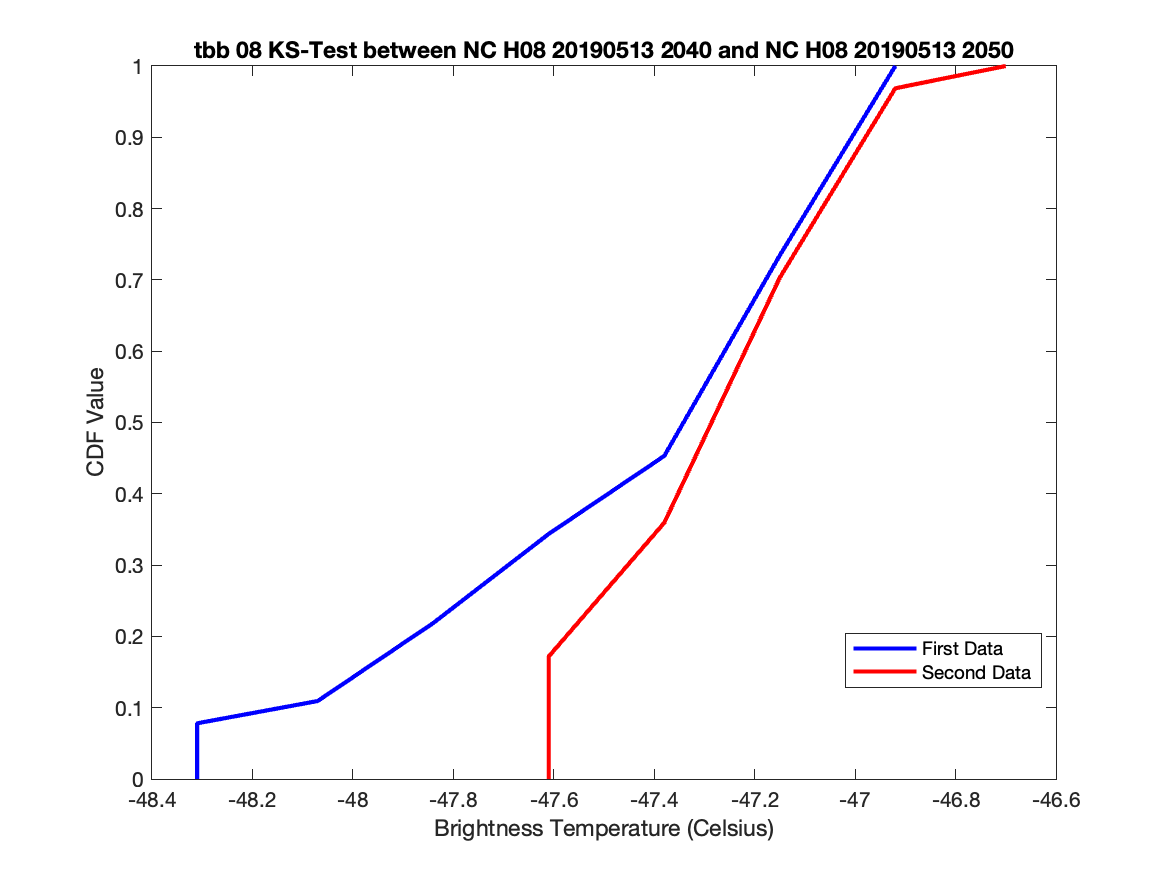 tbb 08 KS-Test between NC H08 20190513 2040 and NC H08 20190513 2050
1
0.9
0.8
0.7
0.6
0.5
0.4
0.3
0.2
0.1
0
CDF Value
First Data
Second Data
-48.4 -48.2 -48 -47.8 -47.6 -47.4 -47.2 -47 -46.8 -46.6
Brightness Temperature (Celsius)